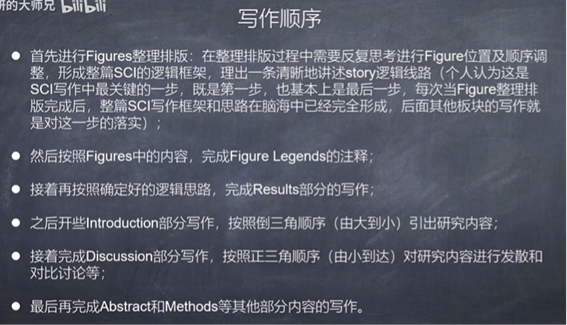 研的大师兄 bilibili
写作顺序
● 首先进行Figures整理排版：在整理排版过程中需要反复思考进行Figure位置及顺序调
整，形成整篇SCI的逻辑框架，理出一条清晰地讲述story逻辑线路（个人认为这是
SCI写作中最关键的一步，既是第一步，也基本上是最后一步，每次当Figure整理排
版完成后，整篇SCI写作框架和思路在脑海中已经完全形成，后面其他板块的写作就
是对这一步的落实）；
● 然后按照Figures中的内容，完成Figure Legends的注释；
● 接着再按照确定好的逻辑思路，完成Results部分的写作；
● 之后开些Introduction部分写作，按照倒三角顺序（由大到小）引出研究内容；
● 接着完成Discussion部分写作，按照正三角顺序（由小到达）对研究内容进行发散和
对比讨论等；
● 最后再完成Abstract和Methods等其他部分内容的写作。